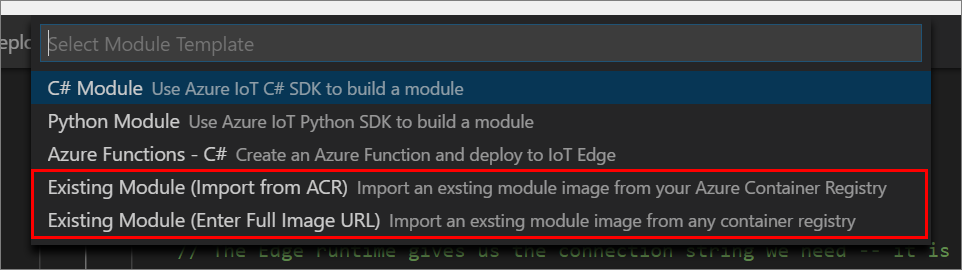 eplo
Select Module Template
C# Module Use Azure IoT C# SDK to build a module
Python Module Use Azure IoT Python SDK to build a module
Azure Functions - C# Create an Azure Function and deploy to IoT Edge
Existing Module (Import from ACR) Import an exsting module image from your Azure Container Registry
Existing Module (Enter Full Image URL) Import an exsting module image from any container registry
// The Edge runtime gives us the connection string we need -- it is